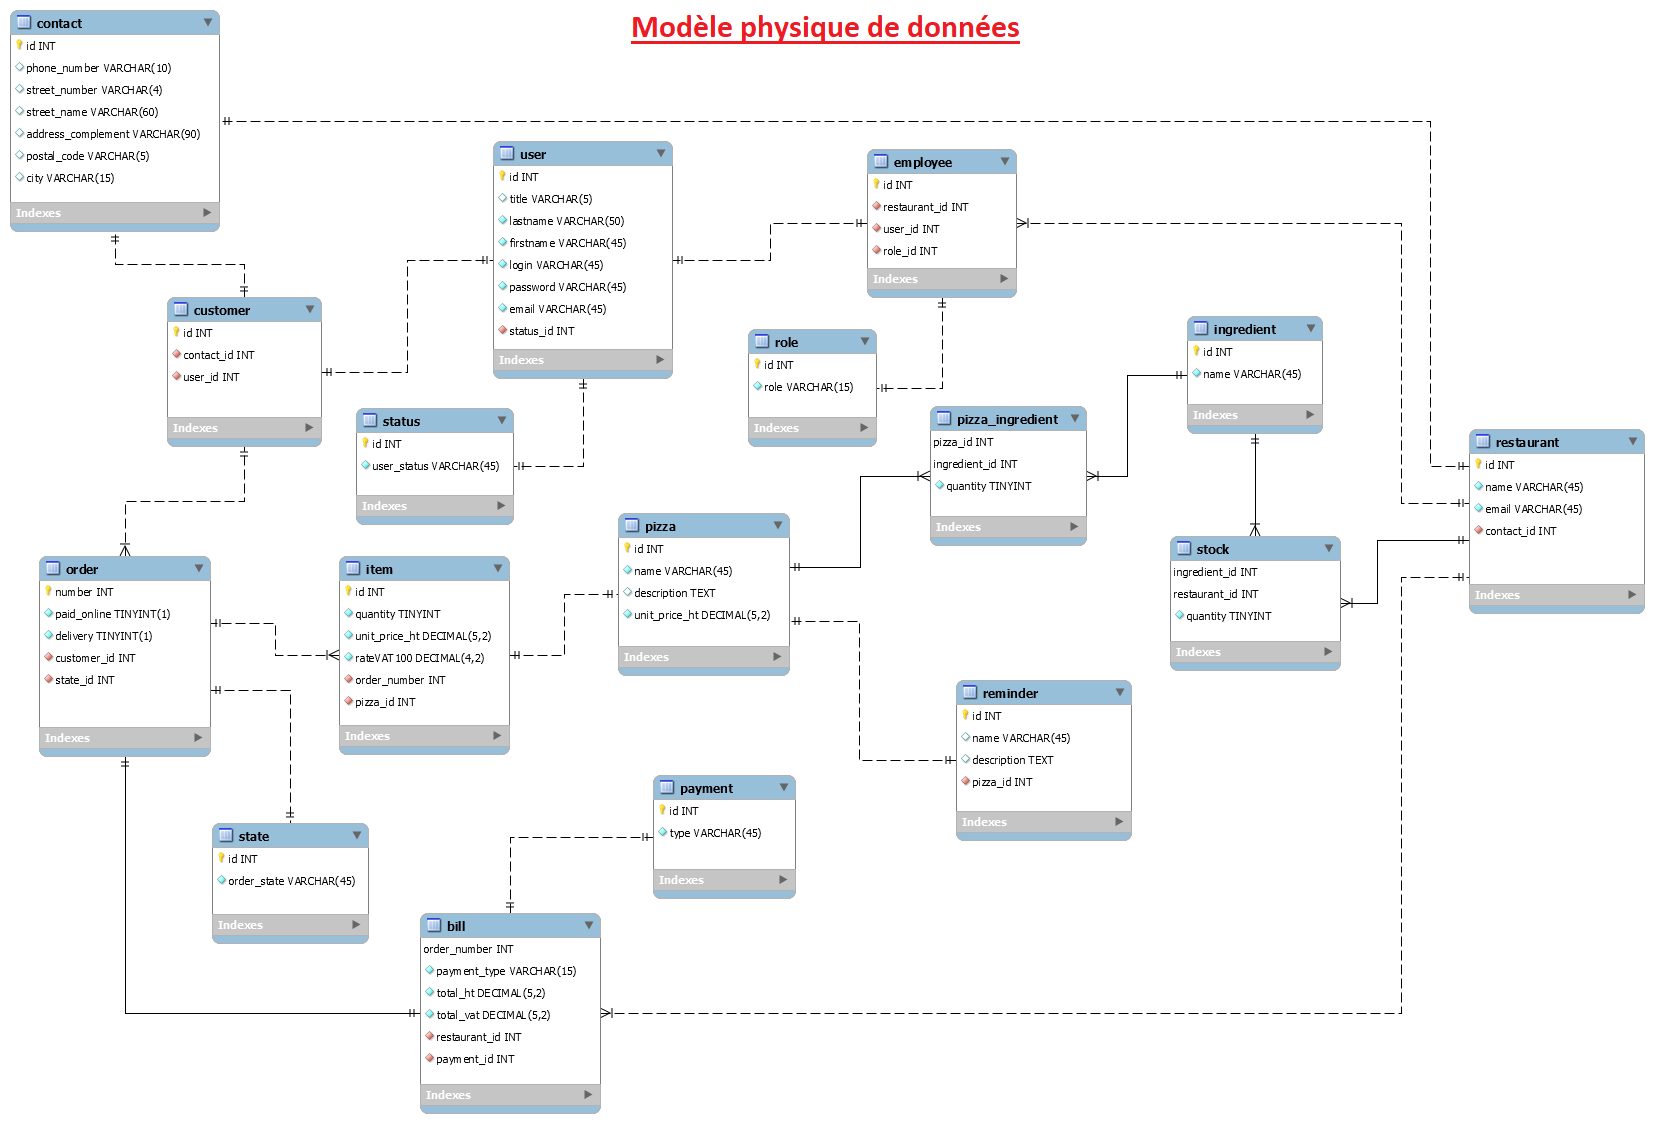 Modèle physique de données
contact
id INT
phone_number VARCHAR(10)
street_number VARCHAR(4)
street_name VARCHAR(60)
address_complement VARCHAR(90)
postal_code VARCHAR(5)
city VARCHAR(15)
Indexes
user
id INT
title VARCHAR(5)
lastname VARCHAR(50)
firstname VARCHAR(45)
login VARCHAR(45)
password VARCHAR(45)
email VARCHAR(45)
status_id INT
Indexes
employee
id INT
restaurant_id INT
user_id INT
role_id INT
Indexes
customer
id INT
contact_id INT
user_id INT
Indexes
role
id INT
role VARCHAR(15)
Indexes
ingredient
id INT
name VARCHAR(45)
Indexes
status
id INT
user_status VARCHAR(45)
Indexes
pizza_ingredient
pizza_id INT
ingredient_id INT
quantity TINYINT
Indexes
restaurant
id INT
name VARCHAR(45)
email VARCHAR(45)
contact_id INT
Indexes
order
number INT
paid_online TINYINT(1)
delivery TINYINT(1)
customer_id INT
state_id INT
Indexes
item
id INT
quantity TINYINT
unit_price_ht DECIMAL(5,2)
rateVAT100 DECIMAL(4,2)
order_number INT
pizza_id INT
Indexes
pizza
id INT
name VARCHAR(45)
description TEXT
unit_price_ht DECIMAL(5,2)
Indexes
stock
ingredient_id INT
restaurant_id INT
quantity TINYINT
Indexes
reminder
id INT
name VARCHAR(45)
description TEXT
pizza_id INT
Indexes
payment
id INT
type VARCHAR(45)
Indexes
state
id INT
order_state VARCHAR(45)
Indexes
bill
order_number INT
payment_type VARCHAR(15)
total_ht DECIMAL(5,2)
total_vat DECIMAL(5,2)
restaurant_id INT
payment_id INT
Indexes